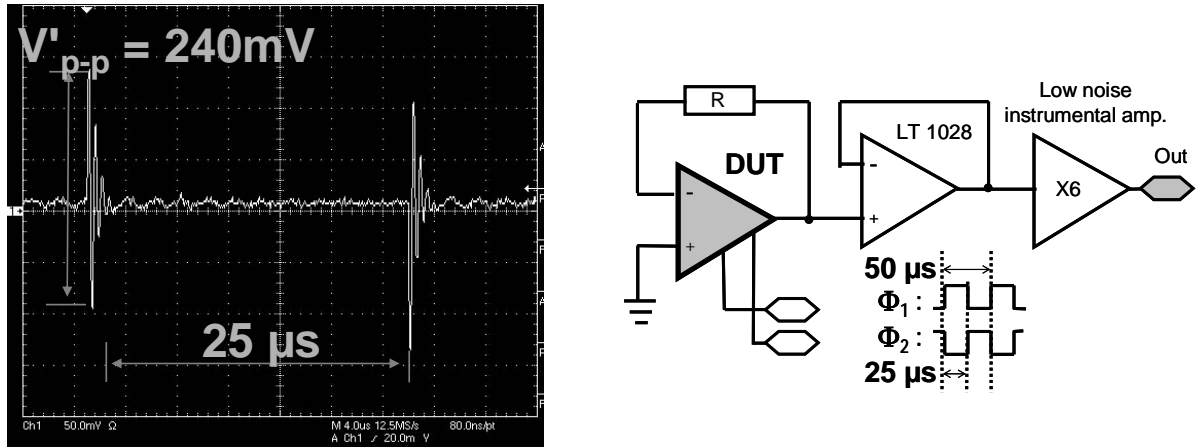 V'p-p = 240mV
25 µs
1
Ch1 50.0mV Ω
M 4.0us 12.5MS/s 80.0ns/pt
A Ch1 ∕ 20.0m V
R
DUT
-
+
LT 1028
-
+
Low noise
instrumental amp.
X6
Out
50 µs
Φ1 :
Φ2 :
25 µs